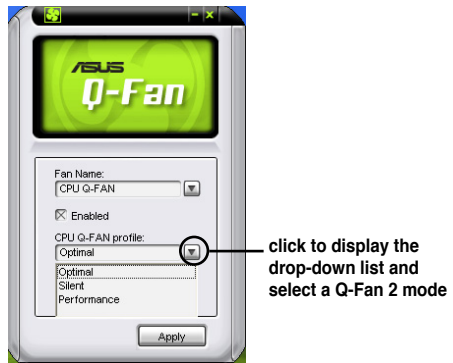 ASUS
Q-Fan
Fan Name:
CPU Q-FAN
Enabled
CPU Q-FAN profile:
Optimal
Optimal
Silent
Performance
Apply
click to display the
drop-down list and
select a Q-Fan 2 mode